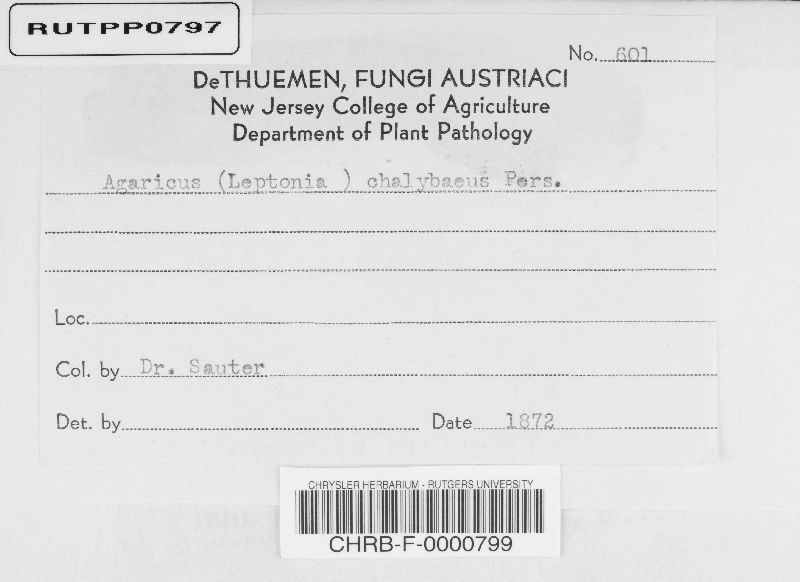 RUTPP0797
No. 601
DeTHUEMEN, FUNGI AUSTRIACI
New Jersey College of Agriculture
Department of Plant Pathology
Agaricus (Leptonia ) chalybaeus Pers.
Loc.
Col. by Dr. Sauter
Det. by Date 1872
CHRYSLER HERBARIUM - RUTGERS UNIVERSITY
CHRB-F-0000799